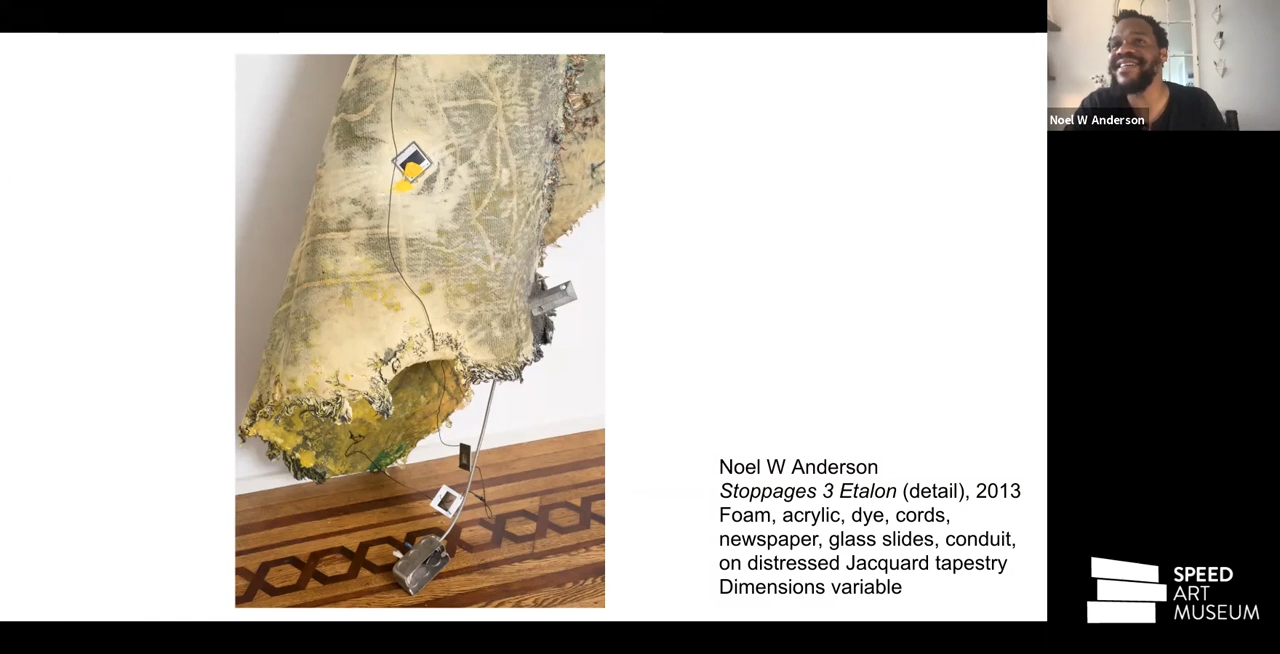 Noel W Anderson
Noel W Anderson
Stoppages 3 Etalon (detail), 2013
Foam, acrylic, dye, cords,
newspaper, glass slides, conduit,
on distressed Jacquard tapestry
Dimensions variable
SPEED
ART
MUSEUM